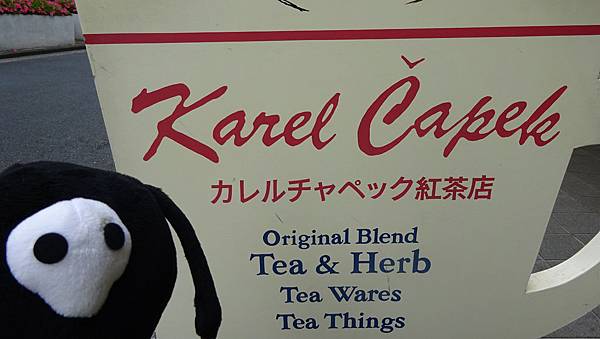 Karel Čapek
カレルチャペック紅茶店
Original Blend
Tea & Herb
Tea Wares
Tea Things